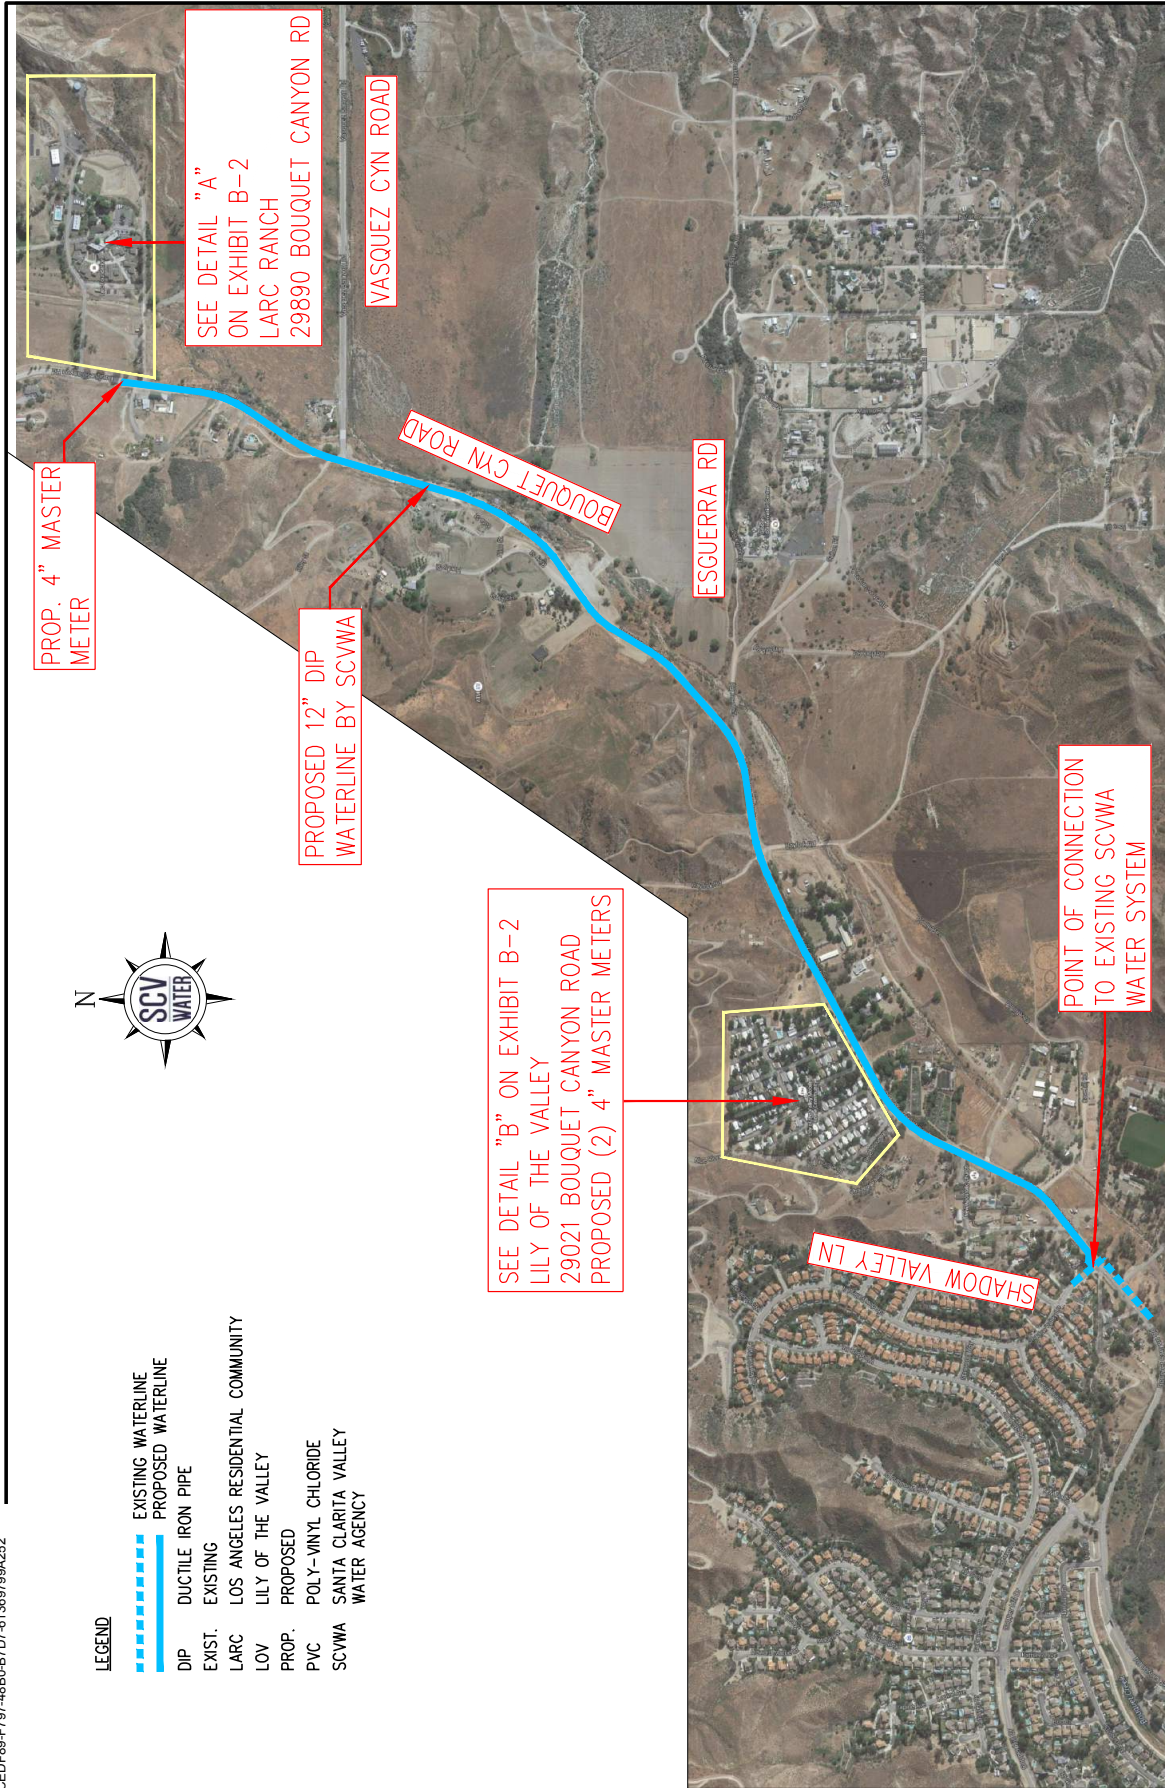 SEE DETAIL "A"
ON EXHIBIT B-2
LARC RANCH
29890 BOUQUET CANYON RD
VASQUEZ CYN ROAD
PROP. 4" MASTER
METER
BOUQUET CYN ROAD
PROPOSED 12" DIP
WATERLINE BY SCVWA
ESGUERRA RD
N
SCV
WATER
SEE DETAIL "B" ON EXHIBIT B-2
LILY OF THE VALLEY
29021 BOUQUET CANYON ROAD
PROPOSED (2) 4" MASTER METERS
POINT OF CONNECTION
TO EXISTING SCVWA
WATER SYSTEM
SHADOW VALLEY LN
LEGEND
EXISTING WATERLINE
PROPOSED WATERLINE
DIP DUCTILE IRON PIPE
EXIST. EXISTING
LARC LOS ANGELES RESIDENTIAL COMMUNITY
LOV LILY OF THE VALLEY
PROP. PROPOSED
PVC POLY-VINYL CHLORIDE
SCVWA SANTA CLARITA VALLEY
WATER AGENCY